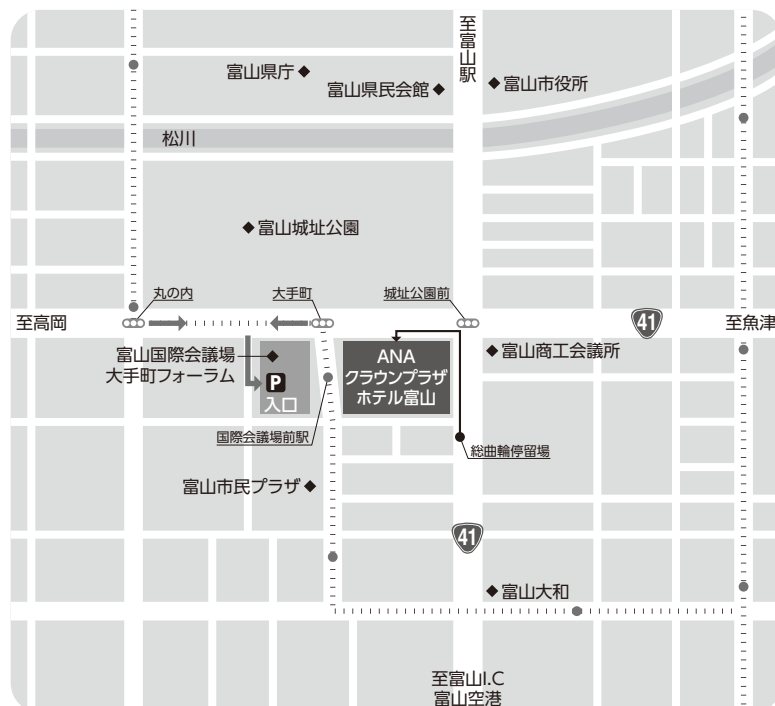 至富山駅
富山県庁
富山県民会館
富山市役所
松川
富山城址公園
丸の内
大手町
城址公園前
至高岡
41
至魚津
富山国際会議場
大手町フォーラム
P
入口
ANA
クラウンプラザ
ホテル富山
富山商工会議所
国際会議場前駅
総曲輪停留場
富山市民プラザ
41
富山大和
至富山I.C
富山空港